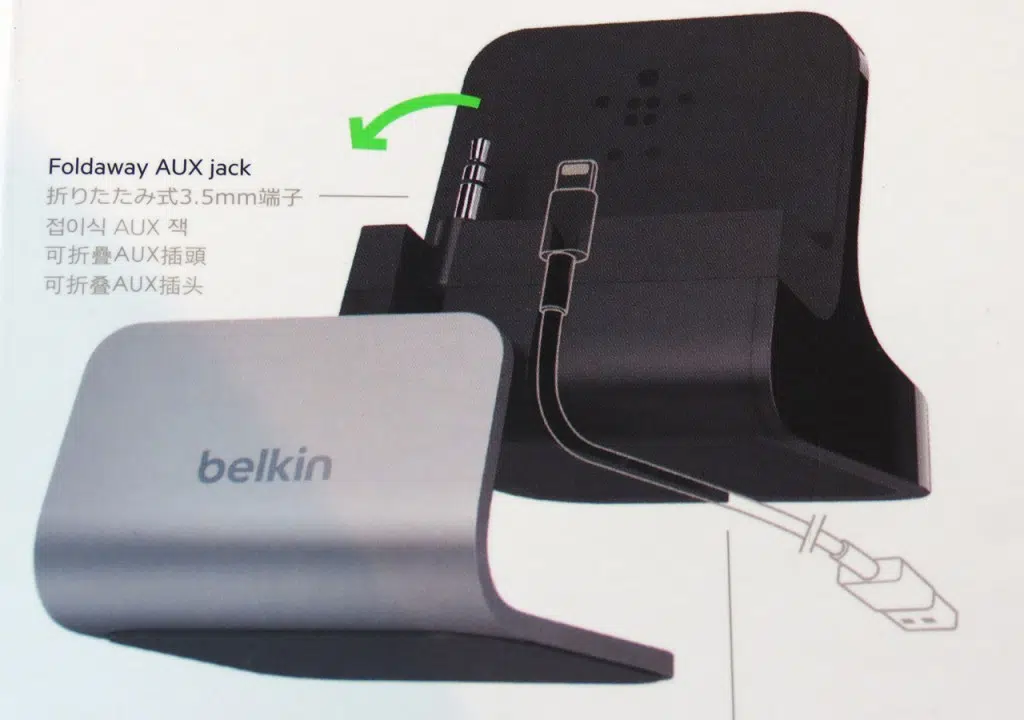 Foldaway AUX jack
折りたたみ式3.5mm端子
접이식 AUX 잭
可折疊AUX插頭
可折叠AUX插头
belkin